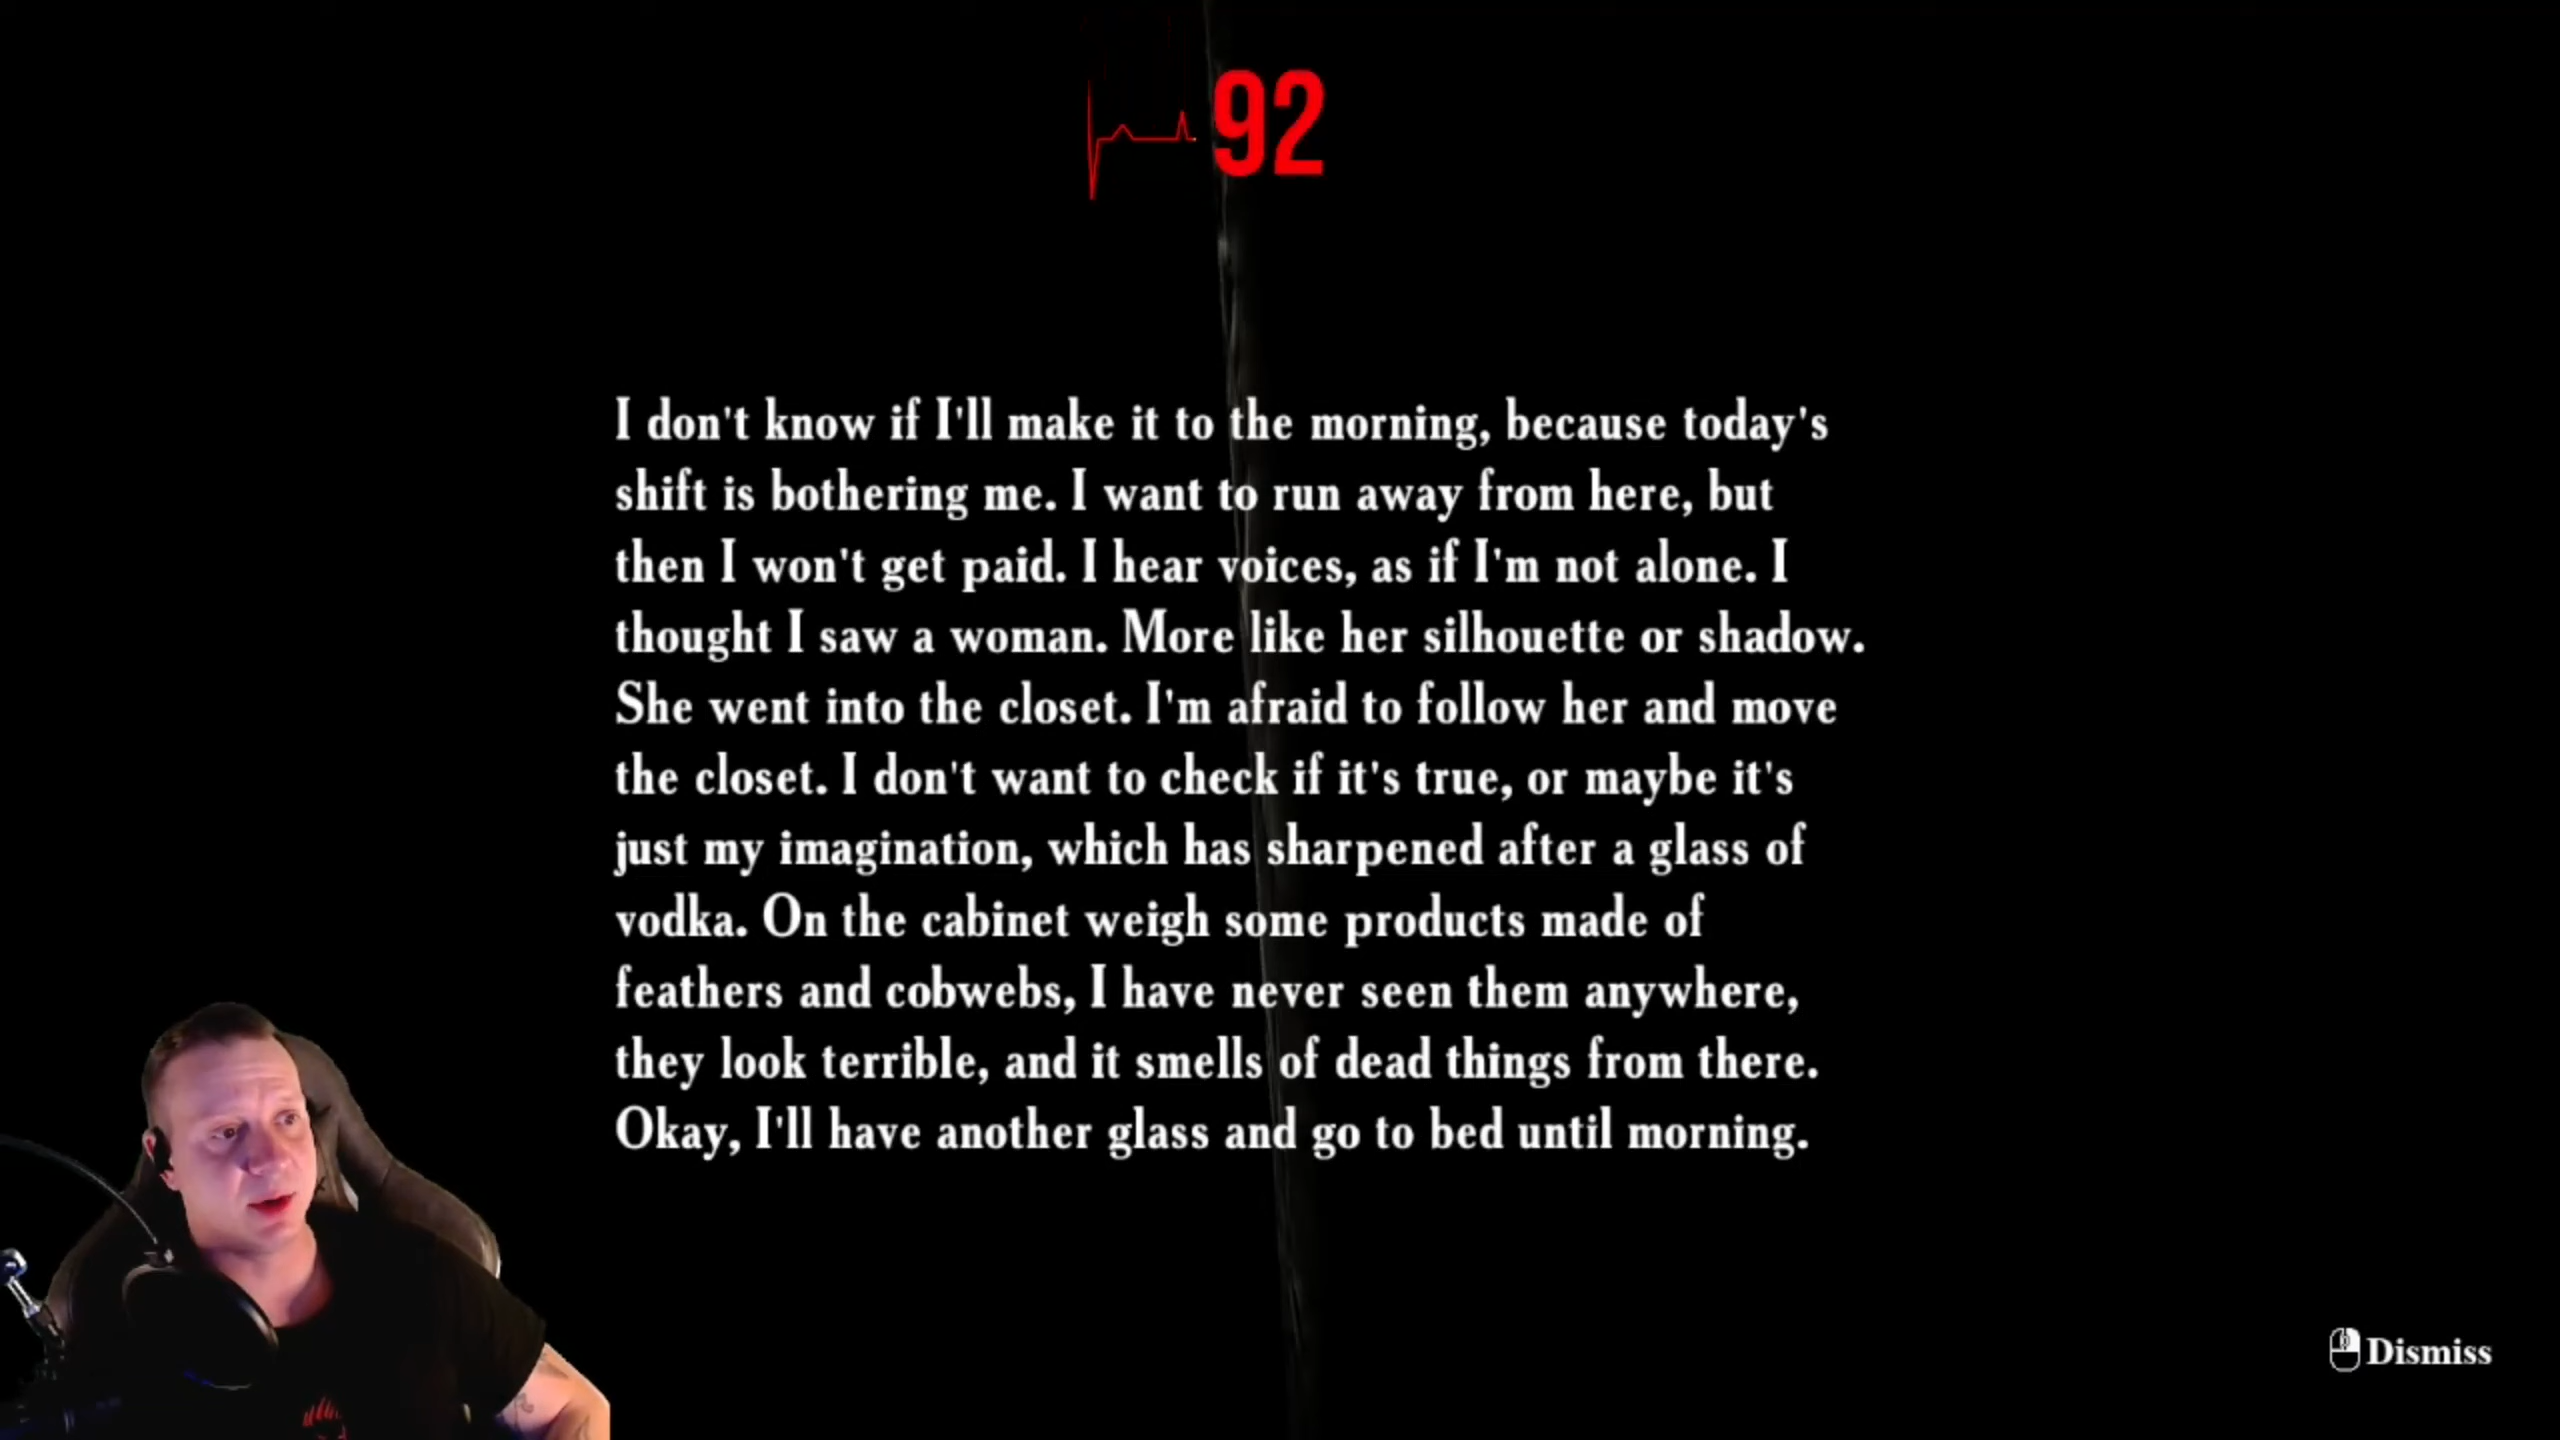 92
I don't know if I'll make it to the morning, because today's
shift is bothering me. I want to run away from here, but
then I won't get paid. I hear voices, as if I'm not alone. I
thought I saw a woman. More like her silhouette or shadow.
She went into the closet. I'm afraid to follow her and move
the closet. I don't want to check if it's true, or maybe it's
just my imagination, which has sharpened after a glass of
vodka. On the cabinet weigh some products made of
feathers and cobwebs, I have never seen them anywhere,
they look terrible, and it smells of dead things from there.
Okay, I'll have another glass and go to bed until morning.
Dismiss